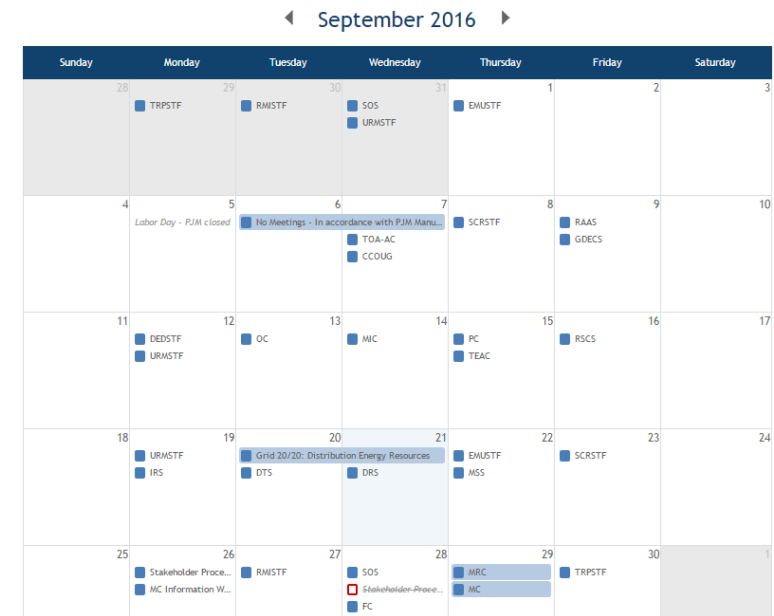 September 2016
Sunday Monday Tuesday Wednesday Thursday Friday Saturday
28 29 30 31 1 2 3
TRPSTF RMISTF SOS EMUSTF
URMSTF
4 5 6 7 8 9 10
Labor Day - PJM closed No Meetings - In accordance with PJM Manu... SCRSTF RAAS
TOA-AC GDECS
CCOUG
11 12 13 14 15 16 17
DEDSTF OC MIC PC RSCS
URMSTF TEAC
18 19 20 21 22 23 24
URMSTF Grid 20/20: Distribution Energy Resources EMUSTF SCRSTF
IRS DTS DRS MSS
25 26 27 28 29 30 1
Stakeholder Proce... RMISTF SOS MRC TRPSTF
MC Information W... Stakeholder Proce... MC
FC